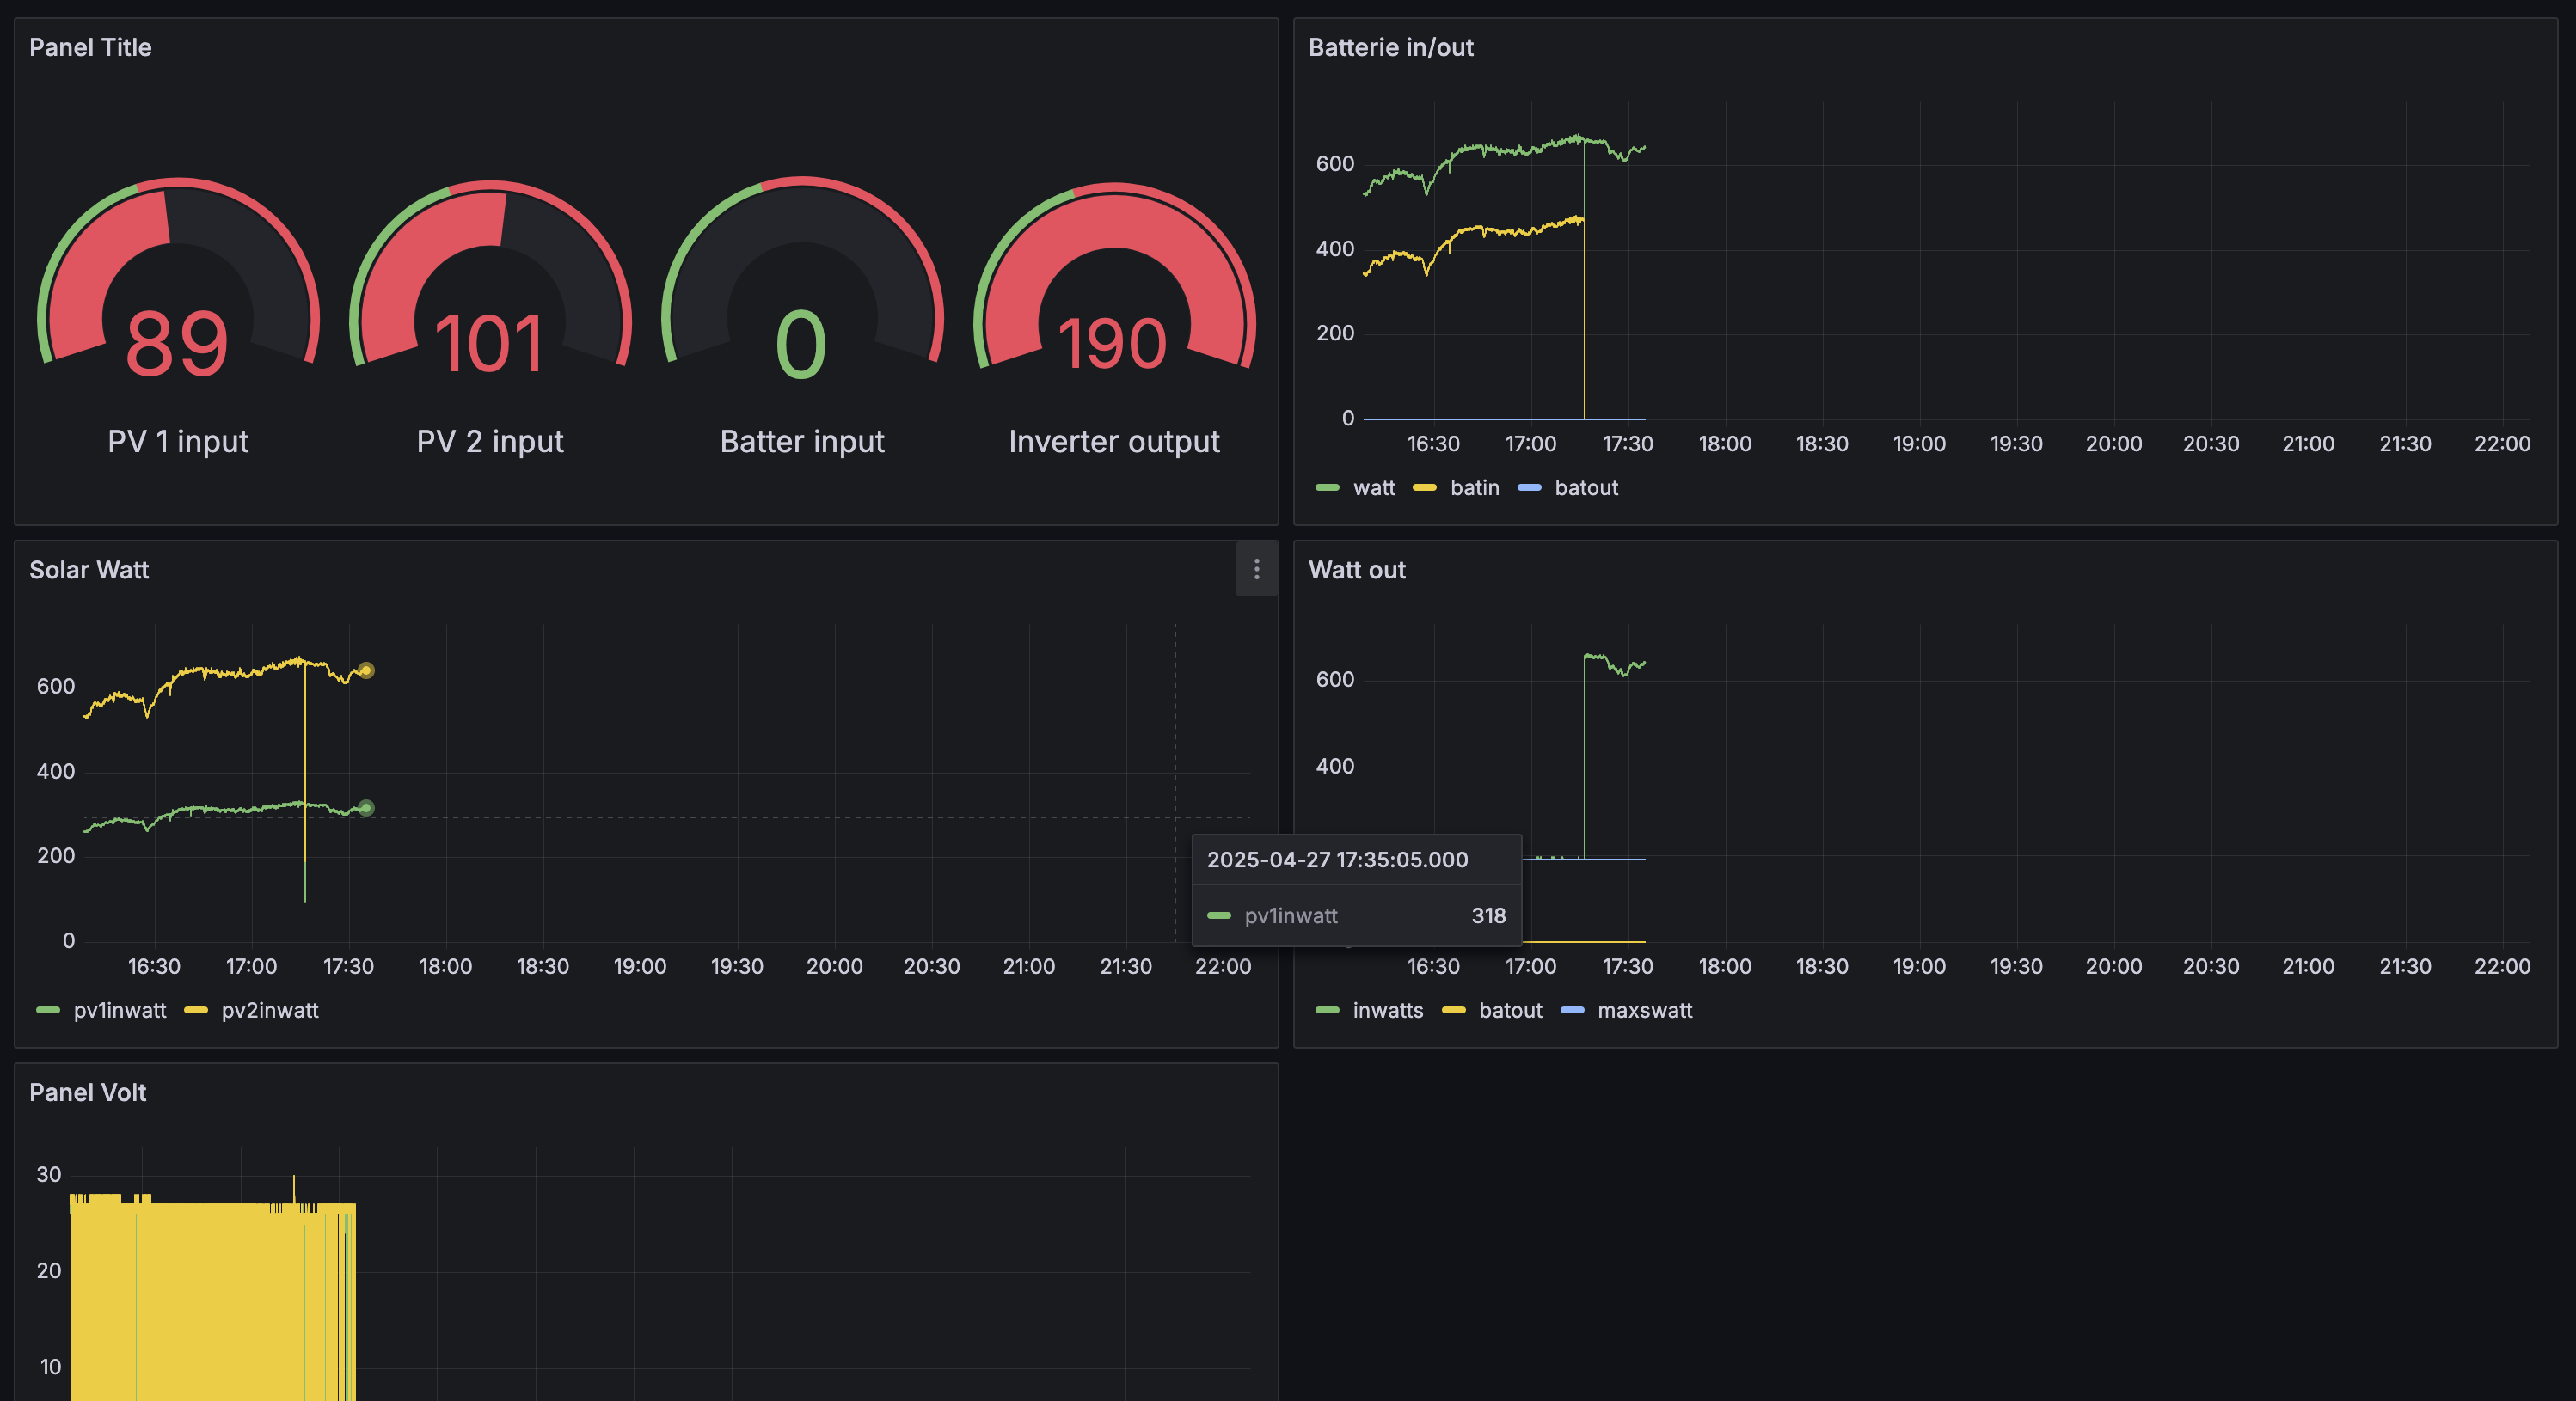 Panel Title
89
101
0
190
PV 1 input
PV 2 input
Batter input
Inverter output
Batterie in/out
600
400
200
0
16:30 17:00 17:30 18:00 18:30 19:00 19:30 20:00 20:30 21:00 21:30 22:00
watt batin batout
Solar Watt
600
400
200
0
16:30 17:00 17:30 18:00 18:30 19:00 19:30 20:00 20:30 21:00 21:30 22:00
pv1inwatt pv2inwatt
Watt out
600
400
2025-04-27 17:35:05.000
pv1inwatt 318
16:30 17:00 17:30 18:00 18:30 19:00 19:30 20:00 20:30 21:00 21:30 22:00
inwatts batout maxswatt
Panel Volt
30
20
10